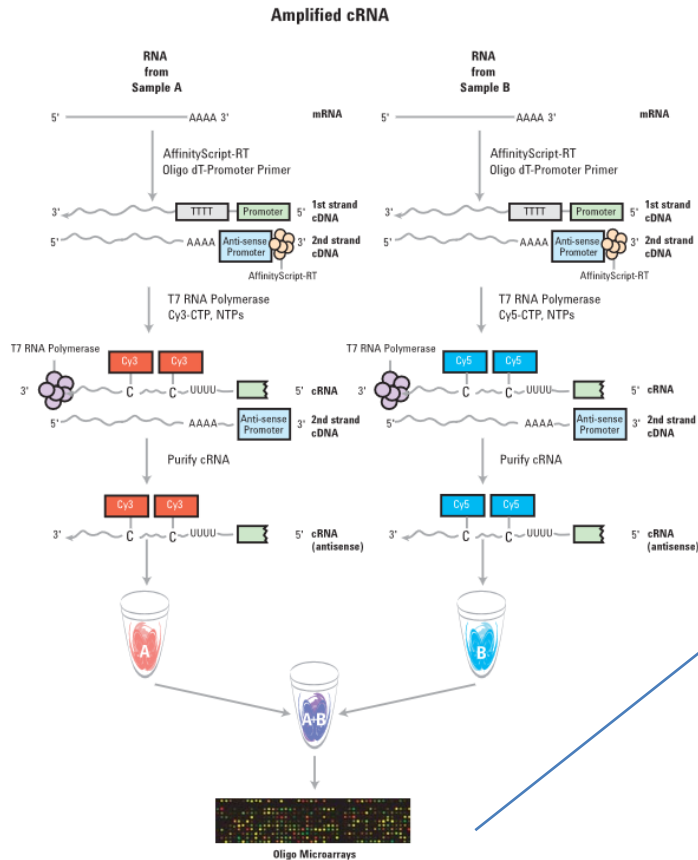 Amplified cRNA
RNA
from
Sample A
5' AAAA 3' mRNA
AffinityScript-RT
Oligo dT-Promoter Primer
3' TTTT Promoter 5' 1st strand
cDNA
AAAA Anti-sense
Promoter 3' 2nd strand
cDNA
5'
AffinityScript-RT
T7 RNA Polymerase
Cy3-CTP, NTPs
T7 RNA Polymerase
Cy3 Cy3
3' C C UUUU 5' cRNA
5' AAAA Anti-sense
Promoter 3' 2nd strand
cDNA
Purify cRNA
Cy3 Cy3
3' C C UUUU 5' cRNA
(antisense)
A
RNA
from
Sample B
5' AAAA 3' mRNA
AffinityScript-RT
Oligo dT-Promoter Primer
3' TTTT Promoter 5' 1st strand
cDNA
5' AAAA Anti-sense
Promoter 3' 2nd strand
cDNA
AffinityScript-RT
T7 RNA Polymerase
Cy5-CTP, NTPs
T7 RNA Polymerase
Cy5 Cy5
3' C C UUUU 5' cRNA
5' AAAA Anti-sense
Promoter 3' 2nd strand
cDNA
Purify cRNA
Cy5 Cy5
3' C C UUUU 5' cRNA
(antisense)
B
A+B
Oligo Microarrays